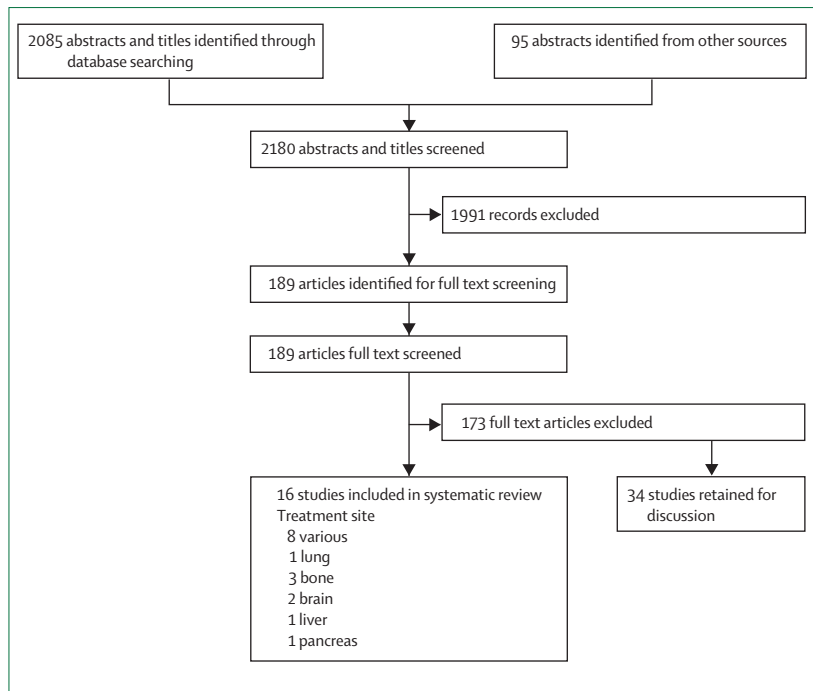 2085 abstracts and titles identified through
database searching
95 abstracts identified from other sources
2180 abstracts and titles screened
1991 records excluded
189 articles identified for full text screening
189 articles full text screened
173 full text articles excluded
16 studies included in systematic review
Treatment site
8 various
1 lung
3 bone
2 brain
1 liver
1 pancreas
34 studies retained for
discussion